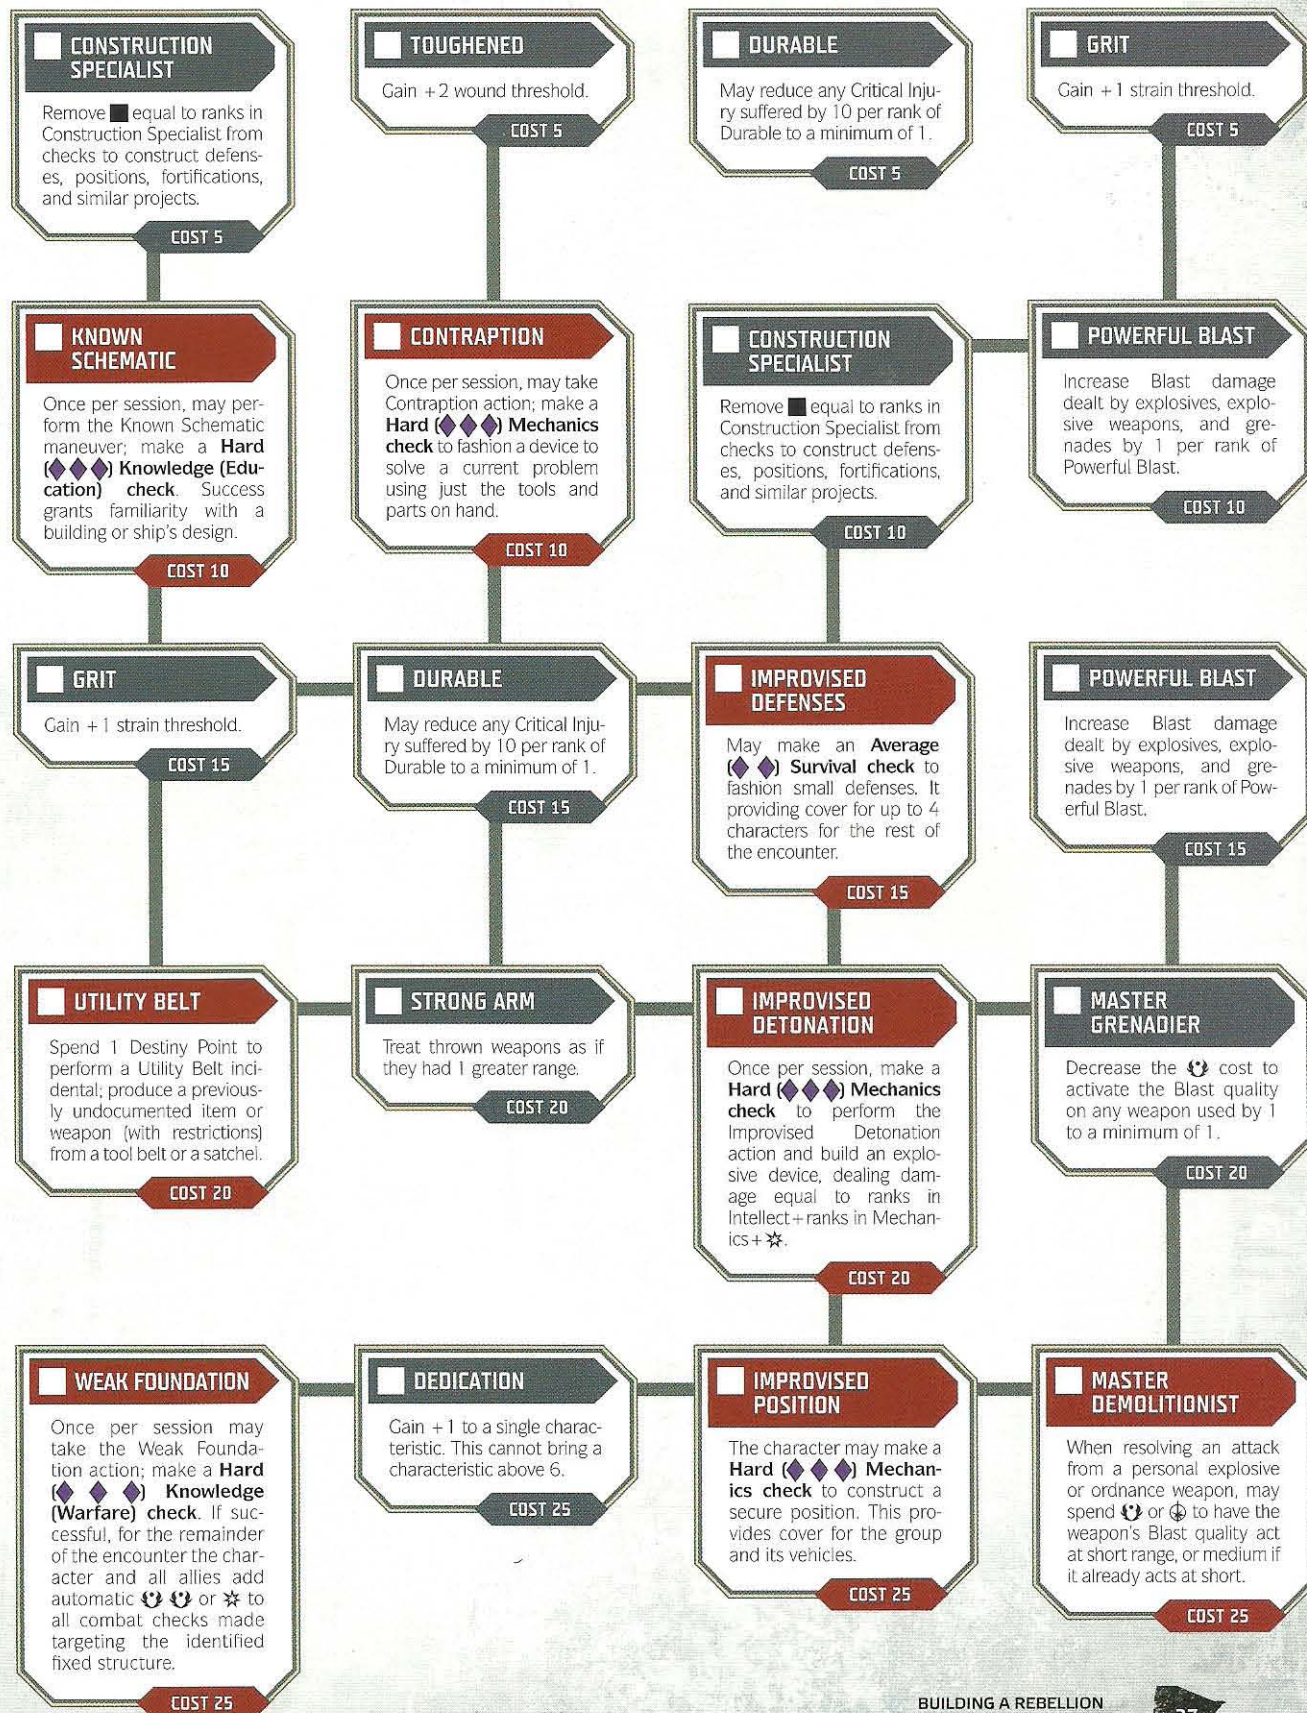 CONSTRUCTION
SPECIALIST
Remove equal to ranks in
Construction Specialist from
checks to construct defens-
es, positions, fortifications,
and similar projects.
COST 5
TOUGHENED
Gain +2 wound threshold.
COST 5
DURABLE
May reduce any Critical Inju-
ry suffered by 10 per rank of
Durable to a minimum of 1.
COST 5
GRIT
Gain +1 strain threshold.
COST 5
KNOWN
SCHEMATIC
Once per session, may per-
form the Known Schematic
maneuver; make a Hard
(◆◆◆) Knowledge (Edu-
cation) check. Success
grants familiarity with a
building or ship's design.
COST 10
CONTRAPTION
Once per session, may take
Contraption action; make a
Hard (◆◆◆) Mechanics
check to fashion a device to
solve a current problem
using just the tools and
parts on hand.
COST 10
CONSTRUCTION
SPECIALIST
Remove equal to ranks in
Construction Specialist from
checks to construct defens-
es, positions, fortifications,
and similar projects.
COST 10
POWERFUL BLAST
Increase Blast damage
dealt by explosives, explo-
sive weapons, and gre-
nades by 1 per rank of
Powerful Blast.
COST 10
GRIT
Gain +1 strain threshold.
COST 15
DURABLE
May reduce any Critical Inju-
ry suffered by 10 per rank of
Durable to a minimum of 1.
COST 15
IMPROVISED
DEFENSES
May make an Average
(◆◆) Survival check to
fashion small defenses. It
providing cover for up to 4
characters for the rest of
the encounter.
COST 15
POWERFUL BLAST
Increase Blast damage
dealt by explosives, explo-
sive weapons, and gre-
nades by 1 per rank of Pow-
erful Blast.
COST 15
UTILITY BELT
Spend 1 Destiny Point to
perform a Utility Belt inci-
dental; produce a previous-
ly undocumented item or
weapon (with restrictions)
from a tool belt or a satchel.
COST 20
STRONG ARM
Treat thrown weapons as if
they had 1 greater range.
COST 20
IMPROVISED
DETONATION
Once per session, make a
Hard (◆◆◆) Mechanics
check to perform the
Improvised Detonation
action and build an explo-
sive device, dealing dam-
age equal to ranks in
Intellect+ranks in Mechan-
ics+.
COST 20
MASTER
GRENADIER
Decrease the cost to
activate the Blast quality
on any weapon used by 1
to a minimum of 1.
COST 20
WEAK FOUNDATION
Once per session may
take the Weak Founda-
tion action; make a Hard
(◆◆◆) Knowledge
(Warfare) check. If suc-
cessful, for the remainder
of the encounter the char-
acter and all allies add
automatic or to
all combat checks made
targeting the identified
fixed structure.
COST 25
DEDICATION
Gain +1 to a single charac-
teristic. This cannot bring a
characteristic above 6.
COST 25
IMPROVISED
POSITION
The character may make a
Hard (◆◆◆) Mechan-
ics check to construct a
secure position. This pro-
vides cover for the group
and its vehicles.
COST 25
MASTER
DEMOLITIONIST
When resolving an attack
from a personal explosive
or ordnance weapon, may
spend or to have the
weapon's Blast quality act
at short range, or medium if
it already acts at short.
COST 25
BUILDING A REBELLION